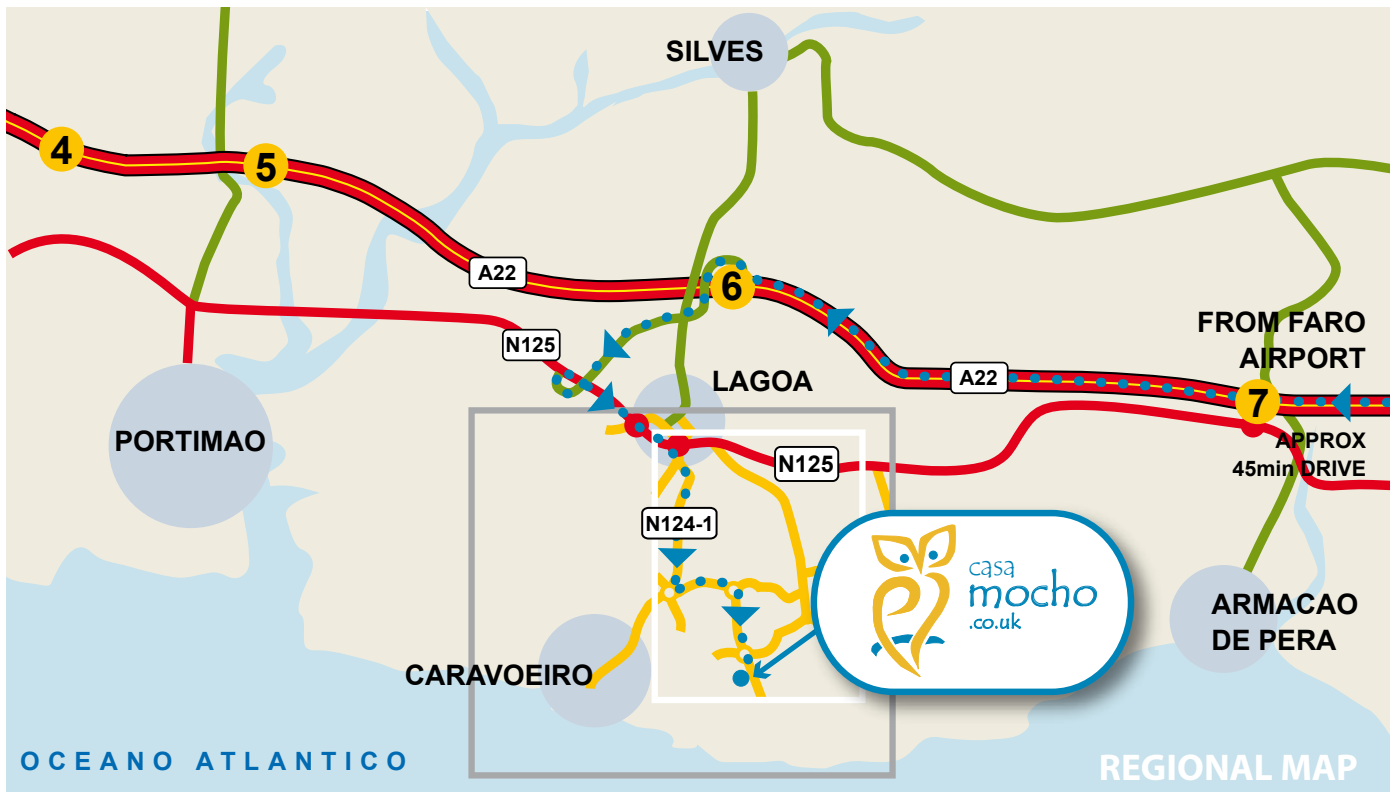 SILVES
4
5
A22
6
FROM FARO
AIRPORT
N125
A22
LAGOA
7
PORTIMAO
APPROX
45min DRIVE
N125
N124-1
casa
mocho
.co.uk
ARMACAO
DE PERA
CARAVOEIRO
OCEANO ATLANTICO
REGIONAL MAP